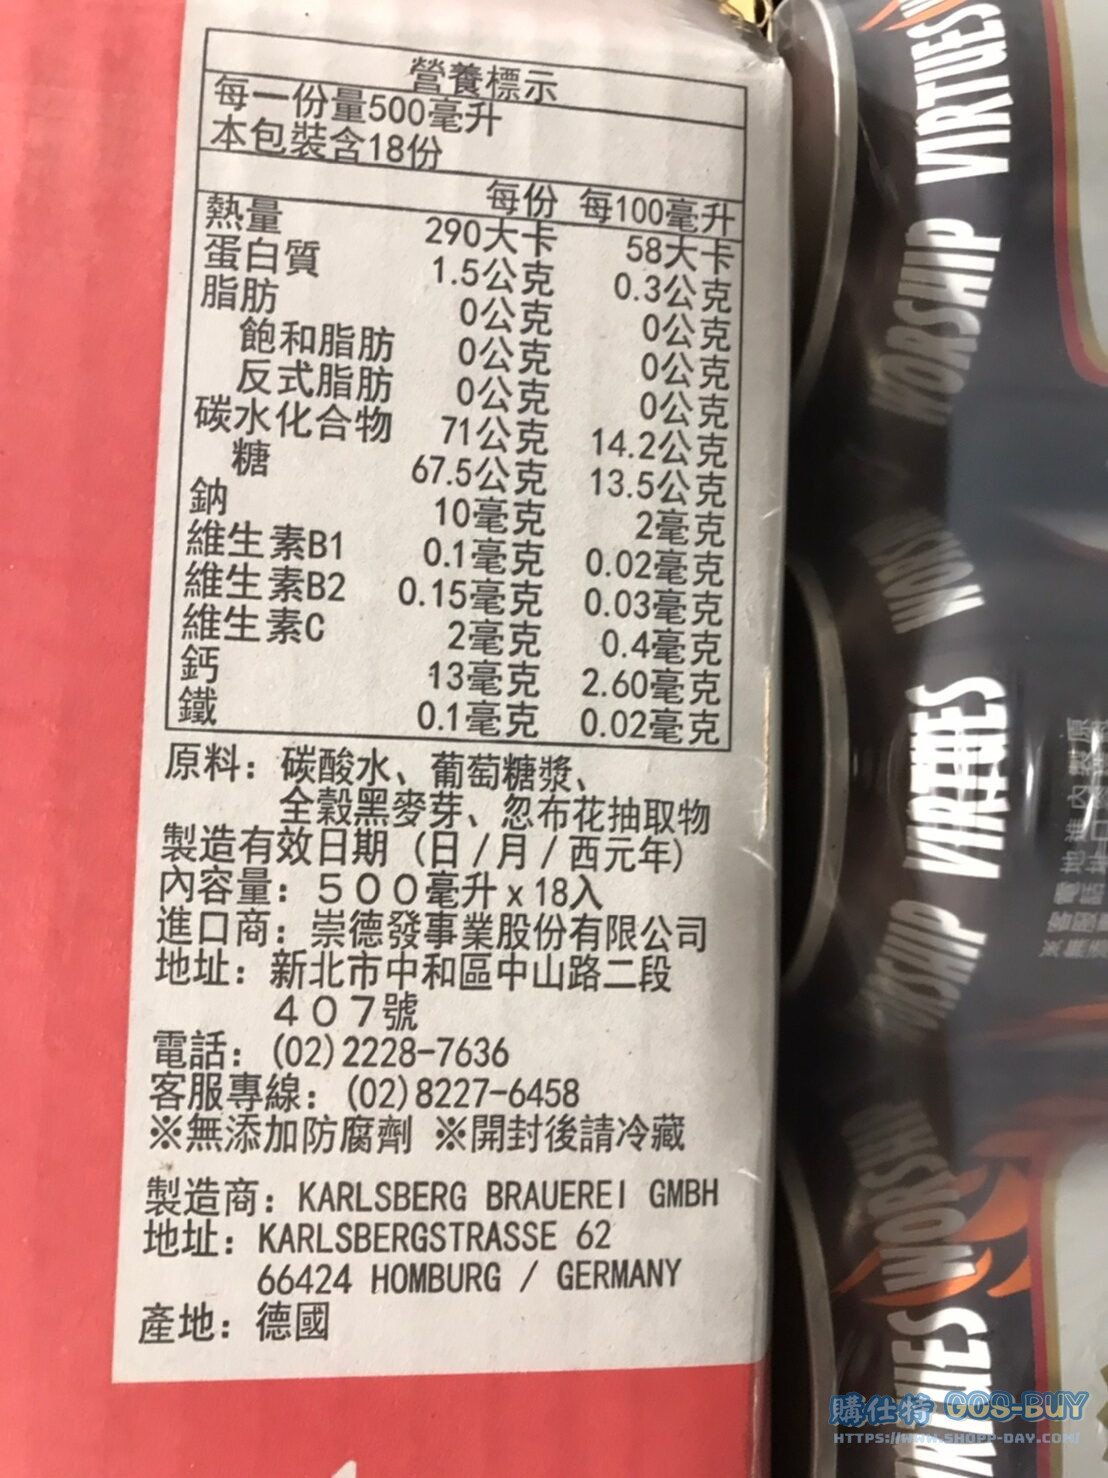 營養標示
每一份量500毫升
本包裝含18份
每份 每100毫升
熱量 290大卡 58大卡
蛋白質 1.5公克 0.3公克
脂肪 0公克 0公克
飽和脂肪 0公克 0公克
反式脂肪 0公克 0公克
碳水化合物 71公克 14.2公克
糖 67.5公克 13.5公克
鈉 10毫克 2毫克
維生素B1 0.1毫克 0.02毫克
維生素B2 0.15毫克 0.03毫克
維生素C 2毫克 0.4毫克
鈣 13毫克 2.60毫克
鐵 0.1毫克 0.02毫克
原料：碳酸水、葡萄糖漿、
全穀黑麥芽、忽布花抽取物
製造有效日期（日/月/西元年）
內容量：５００毫升x18入
進口商：崇德發事業股份有限公司
地址：新北市中和區中山路二段
４０７號
電話：(02)2228-7636
客服專線：(02)8227-6458
※無添加防腐劑 ※開封後請冷藏
製造商：KARLSBERG BRAUEREI GMBH
地址：KARLSBERGSTRASSE 62
66424 HOMBURG / GERMANY
產地：德國
WORSHIP VIRTUES
WORSHIP VIRTUES
WORSHIP
購仕特 GOS-BUY
HTTPS://WWW.SHOPP-DAY.COM/